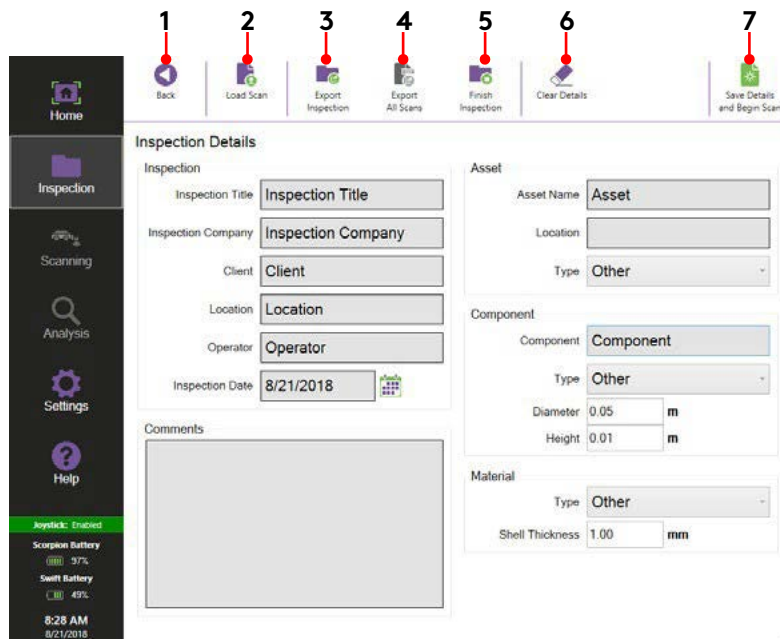 1 2 3 4 5 6 7
Home
Inspection
Scanning
Analysis
Settings
Help
Joystick: Enabled
Scorpion Battery
97%
Swift Battery
49%
8:28 AM
8/21/2018
Back
Load Scan
Export
Inspection
Export
All Scans
Finish
Inspection
Clear Details
Save Details
and Begin Scan
Inspection Details
Inspection
Inspection Title Inspection Title
Inspection Company Inspection Company
Client Client
Location Location
Operator Operator
Inspection Date 8/21/2018
Comments
Asset
Asset Name Asset
Location
Type Other
Component
Component Component
Type Other
Diameter 0.05 m
Height 0.01 m
Material
Type Other
Shell Thickness 1.00 mm